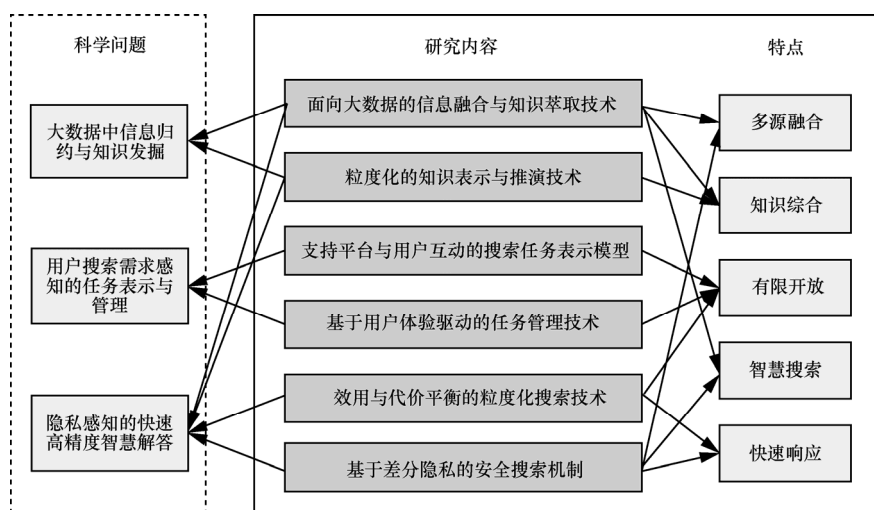 科学问题
研究内容
特点
大数据中信息归
约与知识发掘
用户搜索需求感
知的任务表示与
管理
隐私感知的快速
高精度智慧解答
面向大数据的信息融合与知识萃取技术
粒度化的知识表示与推演技术
支持平台与用户互动的搜索任务表示模型
基于用户体验驱动的任务管理技术
效用与代价平衡的粒度化搜索技术
基于差分隐私的安全搜索机制
多源融合
知识综合
有限开放
智慧搜索
快速响应